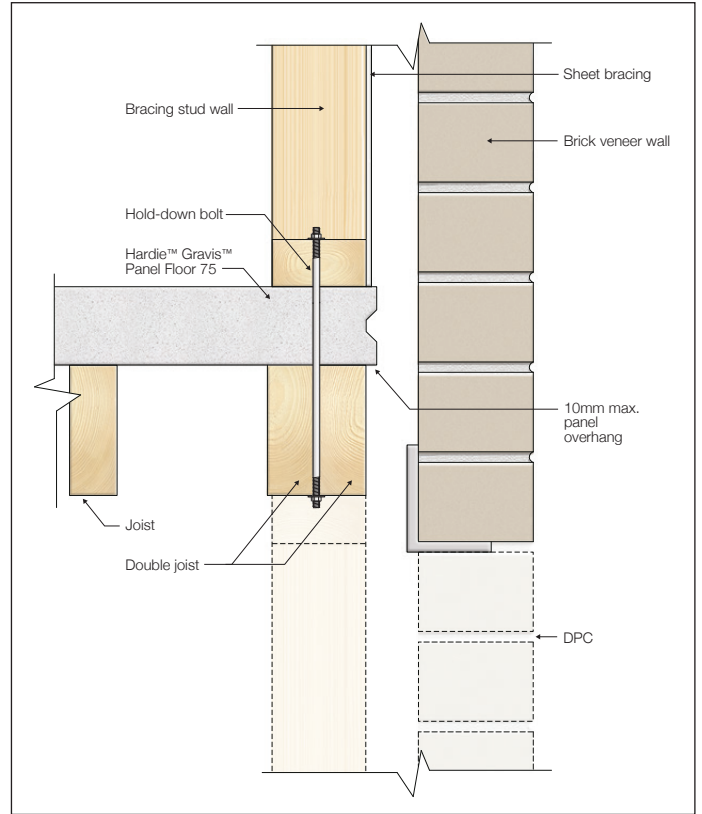 Sheet bracing
Bracing stud wall
Brick veneer wall
Hold-down bolt
Hardie™ Gravis™
Panel Floor 75
10mm max.
panel
overhang
Joist
Double joist
DPC